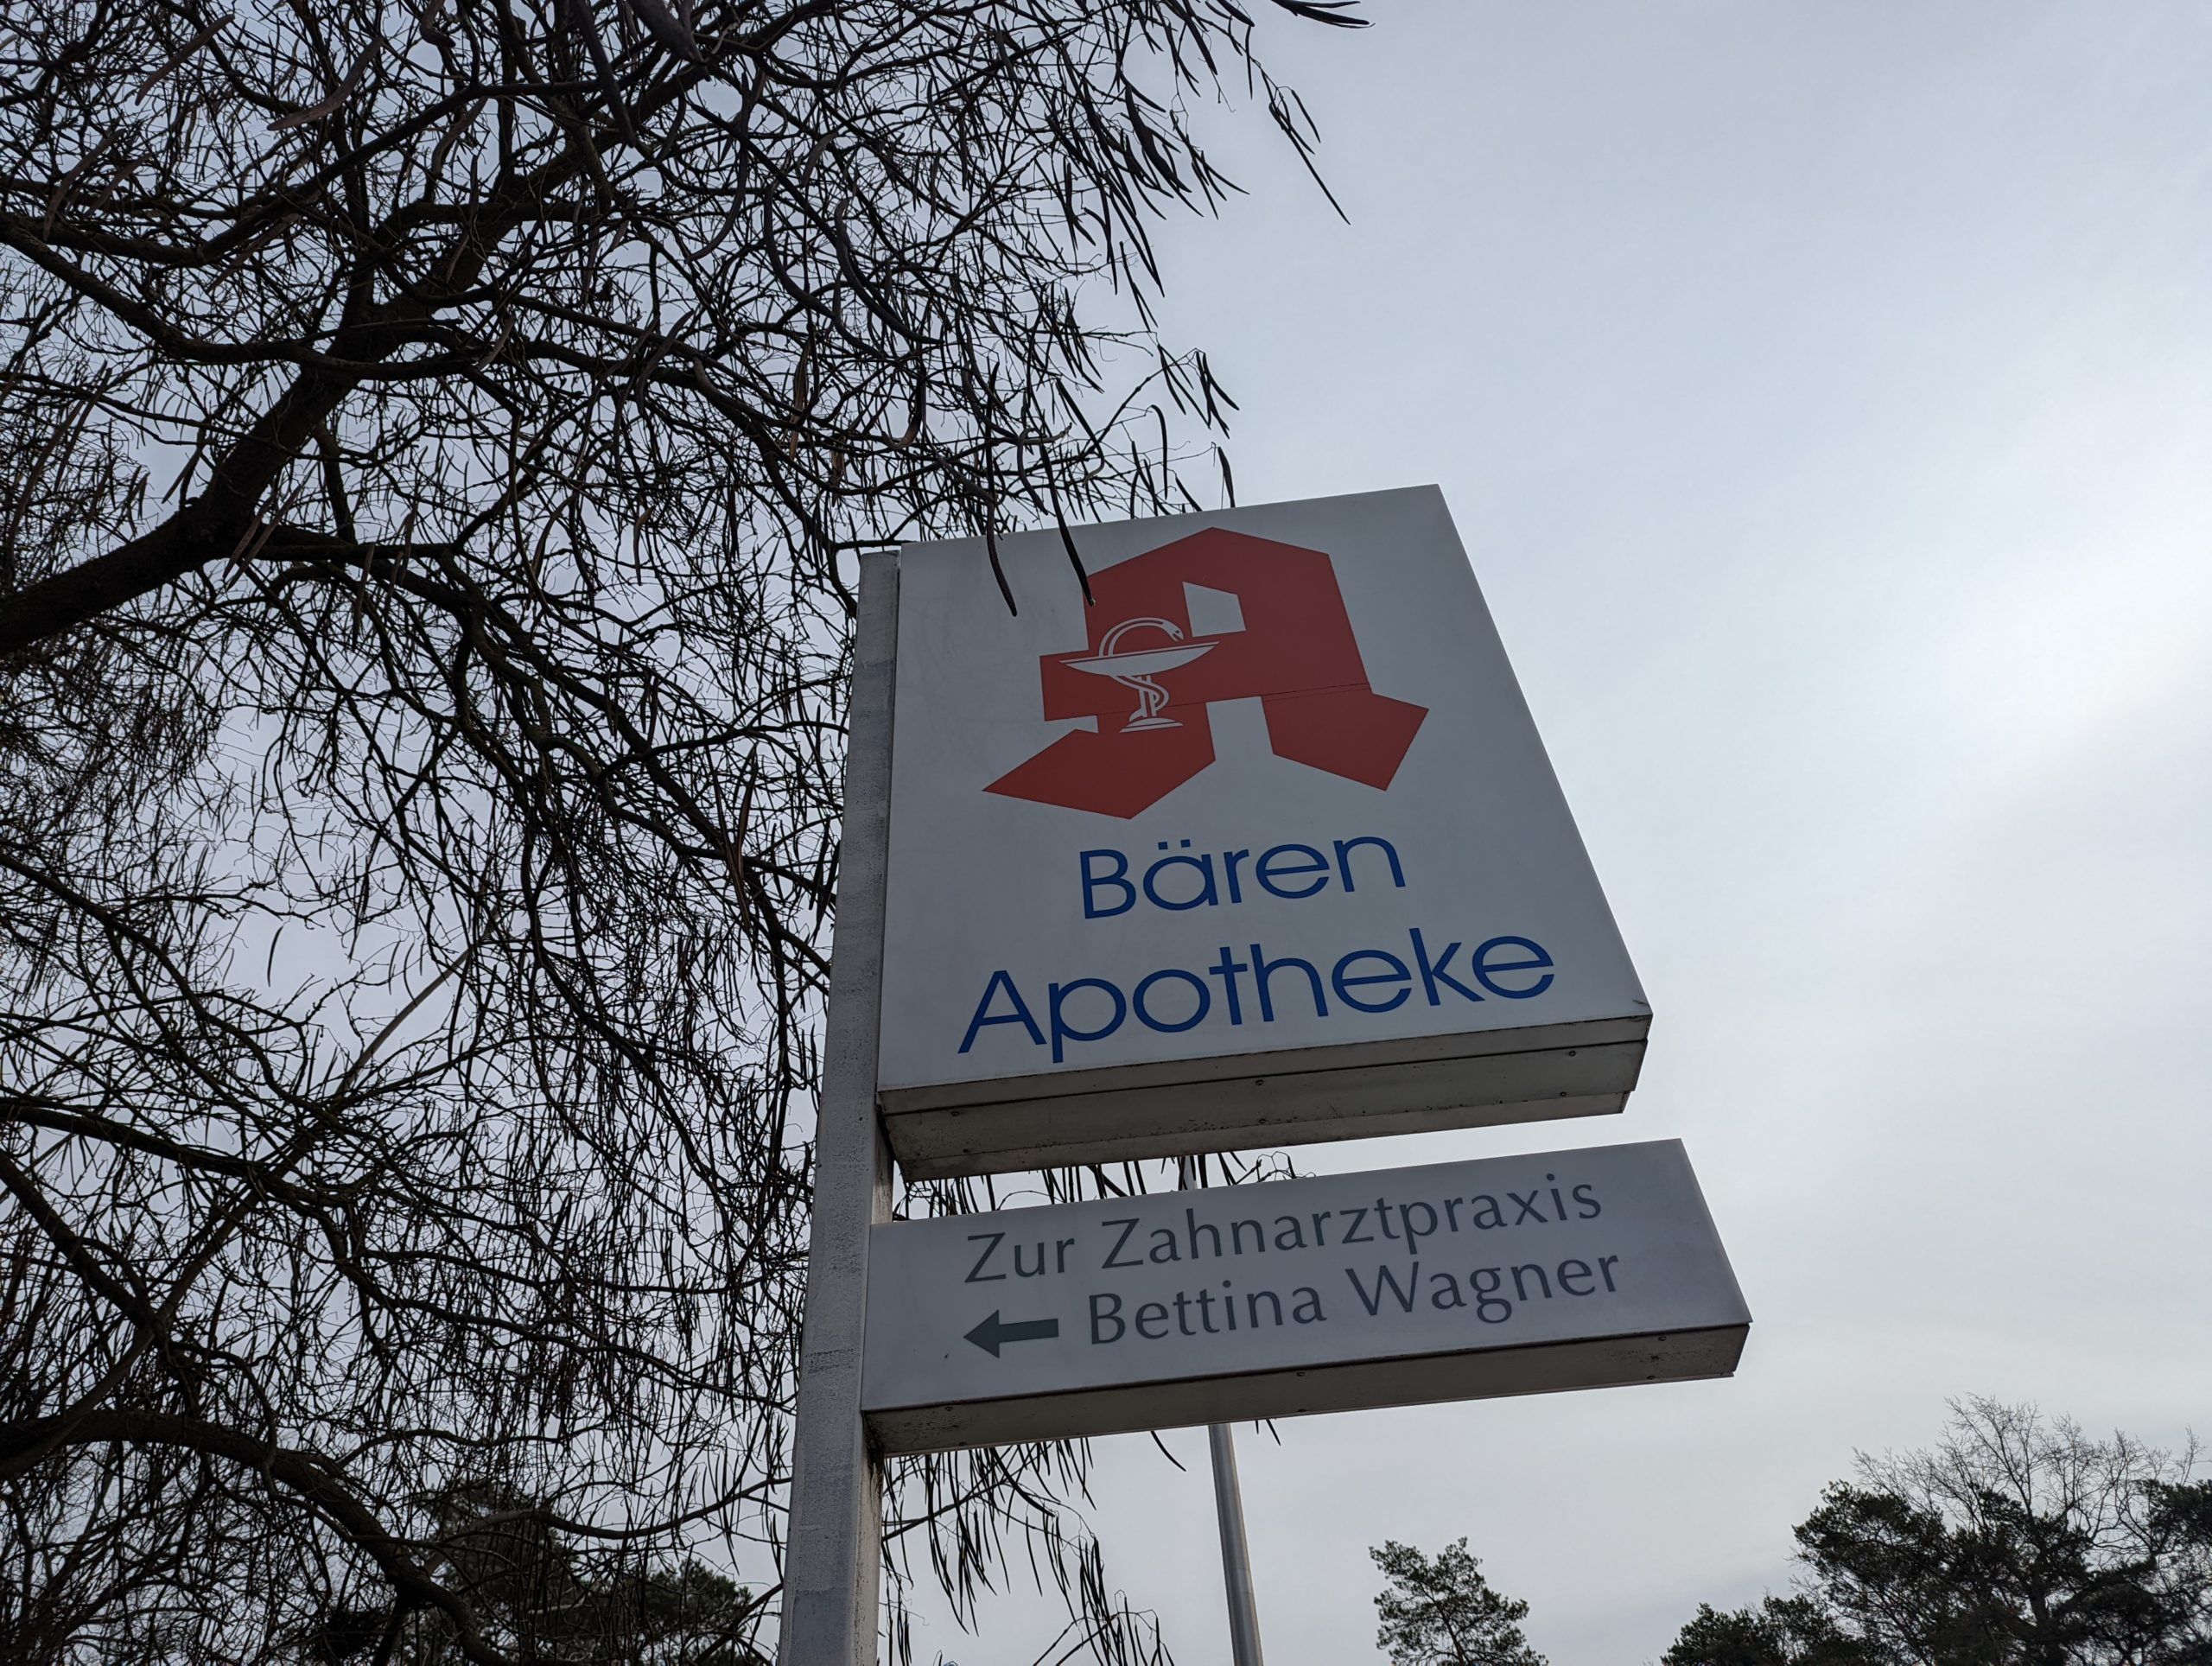 Bären
Apotheke
Zur Zahnarztpraxis
Bettina Wagner